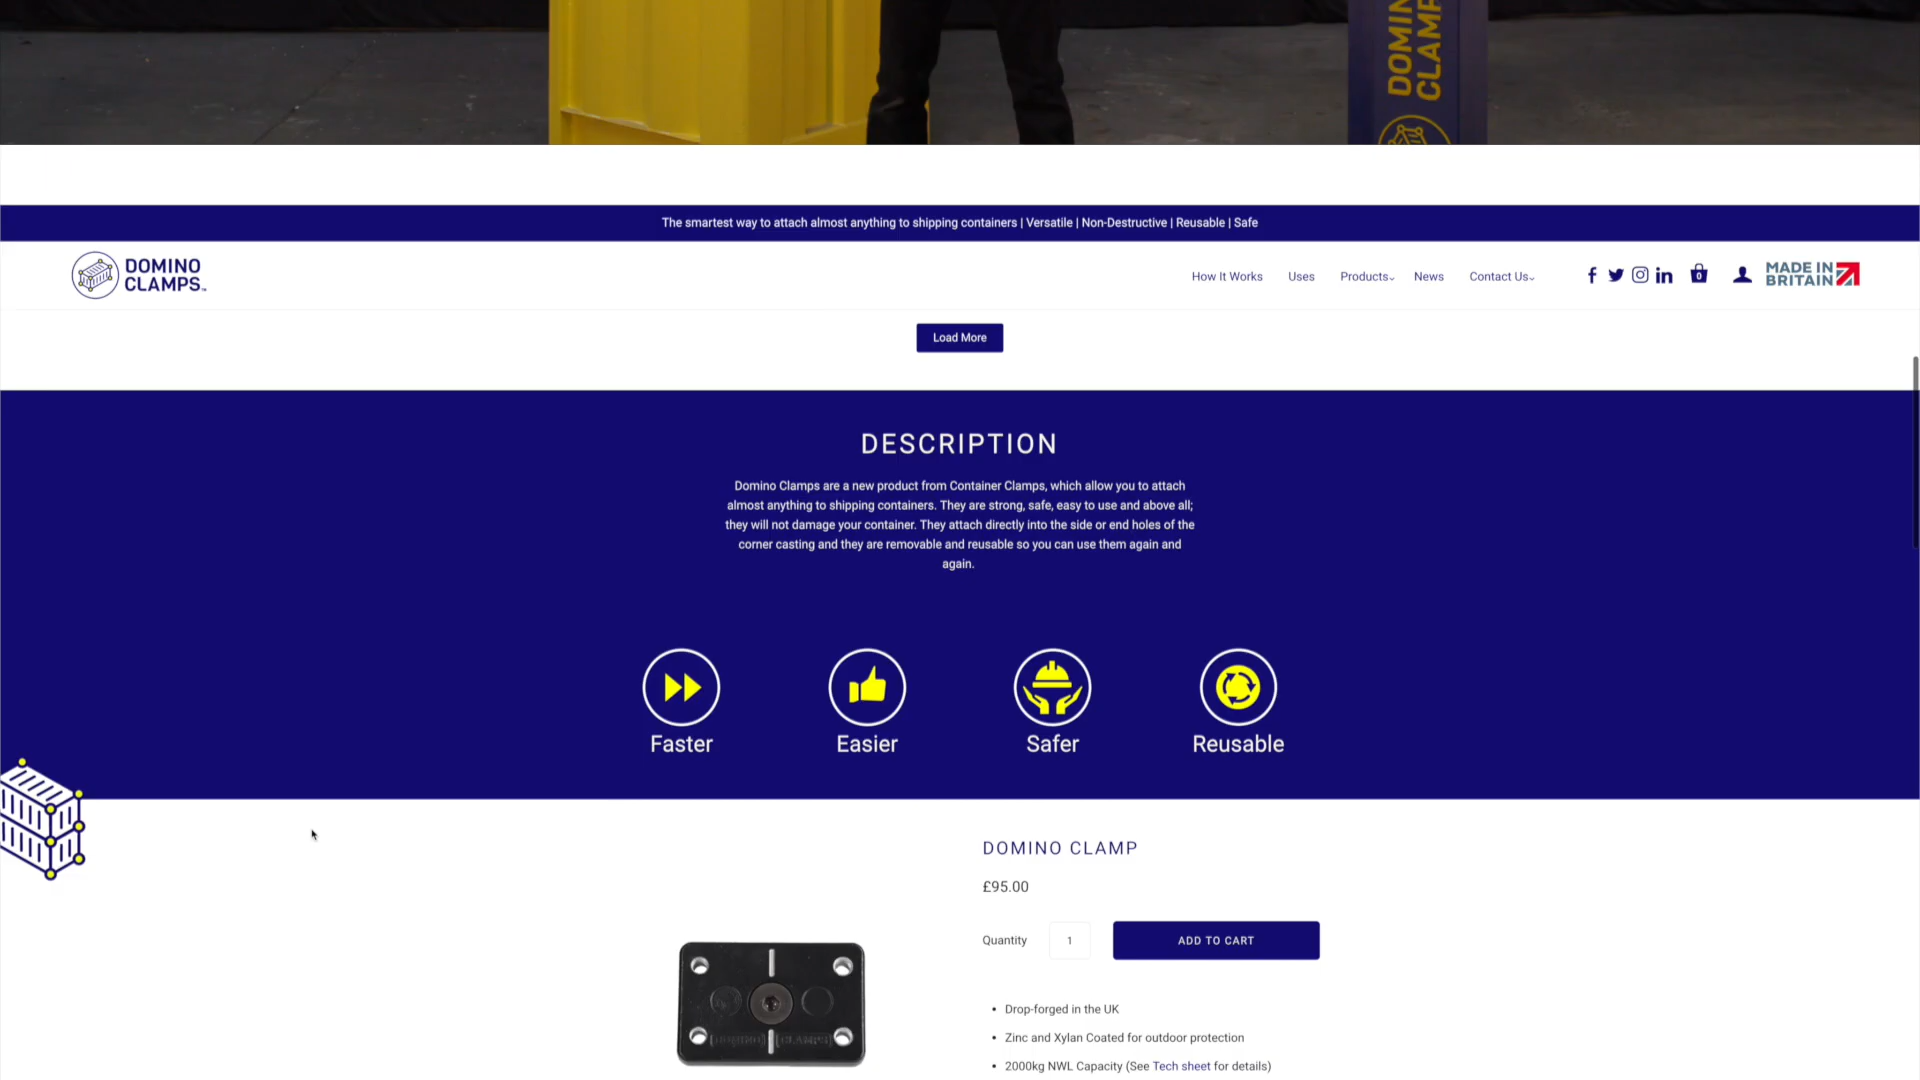 DOMINO
CLAMP
The smartest way to attach almost anything to shipping containers | Versatile | Non-Destructive | Reusable | Safe
DOMINO
CLAMPS
How It Works
Uses
Products
News
Contact Us
0
MADE IN
BRITAIN
Load More
DESCRIPTION
Domino Clamps are a new product from Container Clamps, which allow you to attach
almost anything to shipping containers. They are strong, safe, easy to use and above all;
they will not damage your container. They attach directly into the side or end holes of the
corner casting and they are removable and reusable so you can use them again and
again.
Faster
Easier
Safer
Reusable
DOMINO CLAMP
£95.00
Quantity
1
ADD TO CART
DOMINO
CLAMPS
• Drop-forged in the UK
• Zinc and Xylan Coated for outdoor protection
• 2000kg NWL Capacity (See Tech sheet for details)